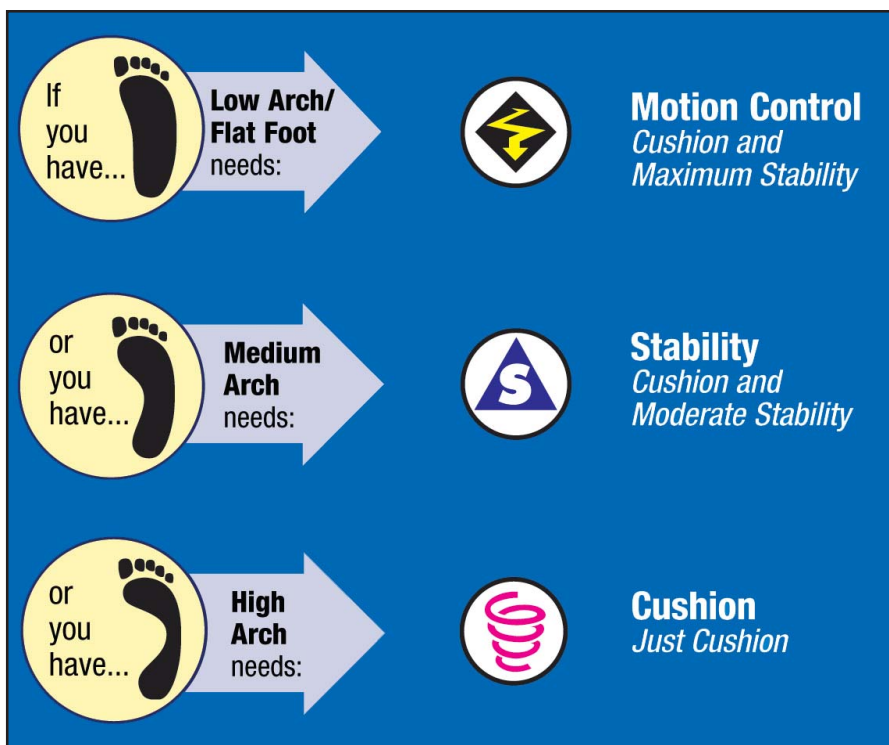 If
you
have...
Low Arch/
Flat Foot
needs:
Motion Control
Cushion and
Maximum Stability
or
you
have...
Medium
Arch
needs:
S
Stability
Cushion and
Moderate Stability
or
you
have...
High
Arch
needs:
Cushion
Just Cushion